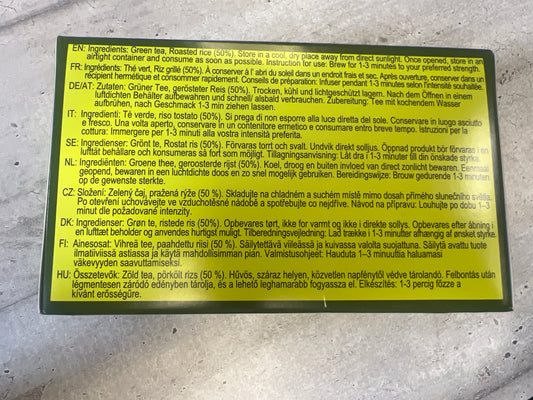 EN: Ingredients: Green tea, Roasted rice (50%). Store in a cool, dry place away from direct sunlight. Once opened, store in an
airtight container and consume as soon as possible. Instruction for use: Brew for 1-3 minutes to your preferred strength.
FR: Ingrédients: Thé vert, Riz grillé (50%). À conserver à l' abri du soleil dans un endroit frais et sec. Après ouverture, conserver dans un
récipient hermétique et consommer rapidement. Conseils de préparation: Infuser pendant 1-3 minutes selon l'intensité souhaitée.
DE/AT: Zutaten: Grüner Tee, gerösteter Reis (50 %). Trocken, kühl und lichtgeschützt lagern. Nach dem Öffnen in einem
luftdichten Behälter aufbewahren und schnell/ alsbald verbrauchen. Zubereitung: Tee mit kochendem Wasser
aufbrühen, nach Geschmack 1-3 min ziehen lassen.
IT: Ingredienti: Tè verde, riso tostato (50%). Si prega di non esporre alla luce diretta del sole. Conservare in luogo asciutto
e fresco. Una volta aperto, conservare in un contenitore ermetico e consumare entro breve tempo. Istruzioni per la
cottura: Immergere per 1-3 minuti alla vostra intensità preferita.
SE: Ingredienser: Grönt te, Rostat ris (50%). Förvaras torrt och svalt. Undvik direkt solljus. Öppnad produkt bör förvaras i en
lufttät behållare och konsumeras så fort som möjligt. Tillagningsanvisning: Låt dra i 1-3 minuter till din önskade styrka.
NL: Ingrediënten: Groene thee, geroosterde rijst (50%). Koel, droog en buiten invloed van direct zonlicht bewaren. Eenmaal
geopend, bewaren in een luchtdichte doos en zo snel mogelijk gebruiken. Bereidingswijze: Brouw gedurende 1-3 minuten
op de gewenste sterkte.
CZ: Složení: Zelený čaj, pražená rýže (50 %). Skladujte na chladném a suchém místě mimo dosah přímého slunečního světla.
Po otevření uchovávejte ve vzduchotěsné nádobě a spotřebujte co nejdříve. Návod na přípravu: Louhujte po dobu 1–3
minut dle požadované intenzity.
DK: Ingredienser: Grøn te, ristede ris (50%). Opbevares tørt, ikke for varmt og ikke i direkte sollys. Opbevares efter åbning i
en lufttæt beholder og anvendes hurtigst muligt. Tilberedningsvejledning: Lad trække i 1-3 minutter afhængig af ønsket styrke.
FI: Ainesosat: Vihreä tee, paahdettu riisi (50 %). Säilytettävä viileässä ja kuivassa valolta suojattuna. Säilytä avattu tuote
ilmatiiviissä astiassa ja käytä mahdollisimman pian. Valmistusohjeet: Hauduta 1–3 minuuttia haluamasi
väkevyyden saavuttamiseksi.
HU: Összetevők: Zöld tea, pörkölt rizs (50 %). Hűvös, száraz helyen, közvetlen napfénytől védve tárolandó. Felbontás után
légmentesen záródó edényben tárolja, és a lehető leghamarabb fogyassza el. Elkészítés: 1-3 percig főzze a
kívánt erősségűre.